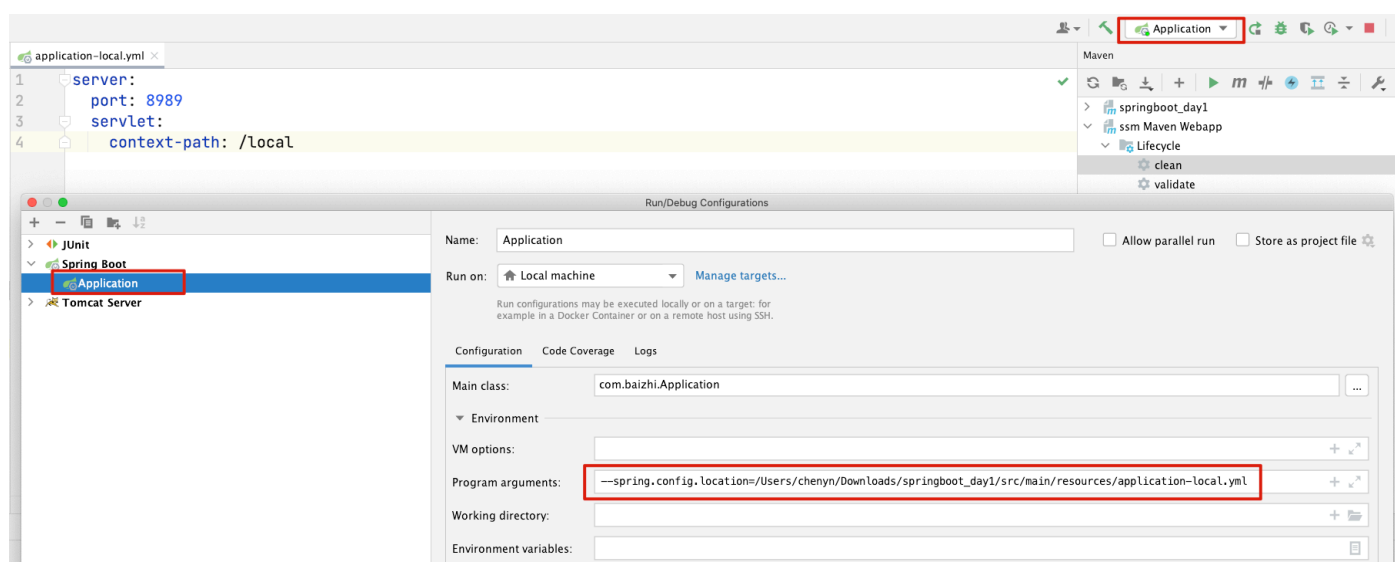 Application
application-local.yml
Maven
1 server:
2 port: 8989
3 servlet:
4 context-path: /local
springboot_day1
ssm Maven Webapp
Lifecycle
clean
validate
Run/Debug Configurations
JUnit
Spring Boot
Application
Tomcat Server
Name: Application
Allow parallel run
Store as project file
Run on: Local machine
Manage targets...
Run configurations may be executed locally or on a target: for
example in a Docker Container or on a remote host using SSH.
Configuration Code Coverage Logs
Main class: com.baizhi.Application
...
Environment
VM options:
Program arguments: --spring.config.location=/Users/chenyn/Downloads/springboot_day1/src/main/resources/application-local.yml
Working directory:
Environment variables: